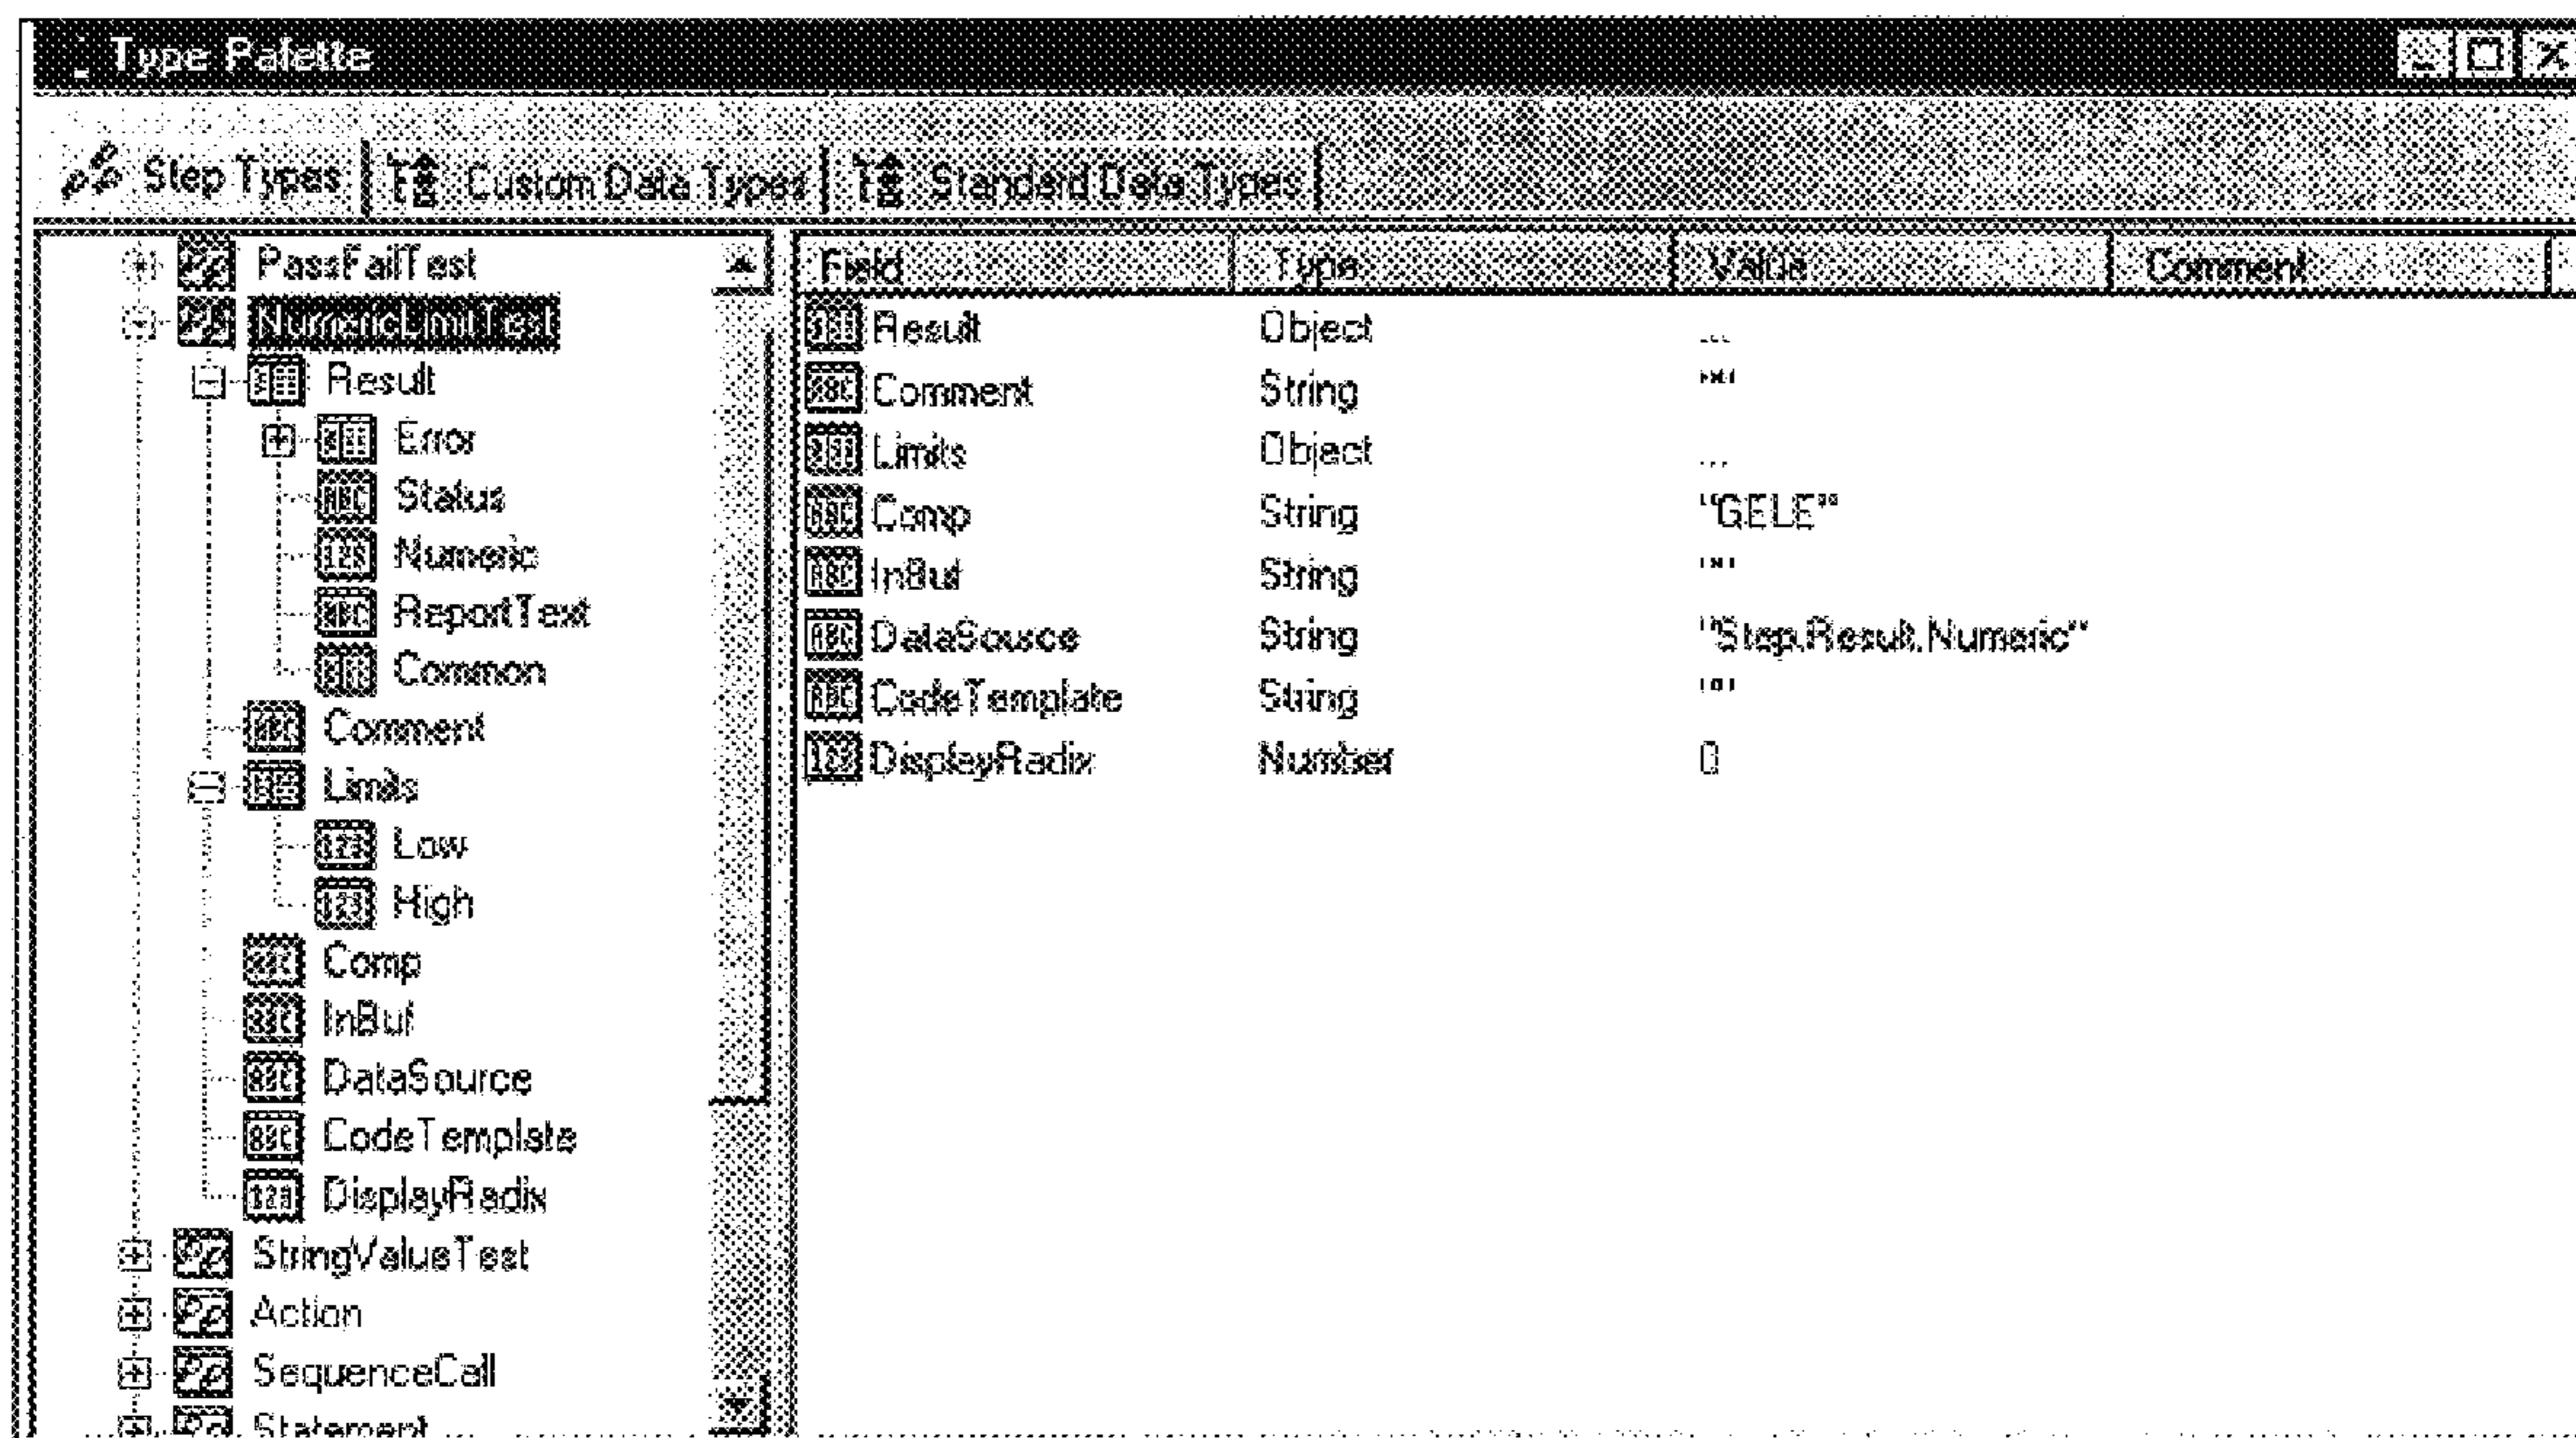 Type Palette
Step Types Custom Data Types Standard Data Types
PassFailTest
NumericLimitTest
Result
Error
Status
Numeric
ReportText
Common
Comment
Limits
Low
High
Comp
InBuf
DataSource
CodeTemplate
DisplayRadix
StringValueTest
Action
SequenceCall
Statement
Field Type Value Comment
Result Object ...
Comment String ""
Limits Object ...
Comp String "GELE"
InBuf String ""
DataSource String "Step.Result.Numeric"
CodeTemplate String ""
DisplayRadix Number 0